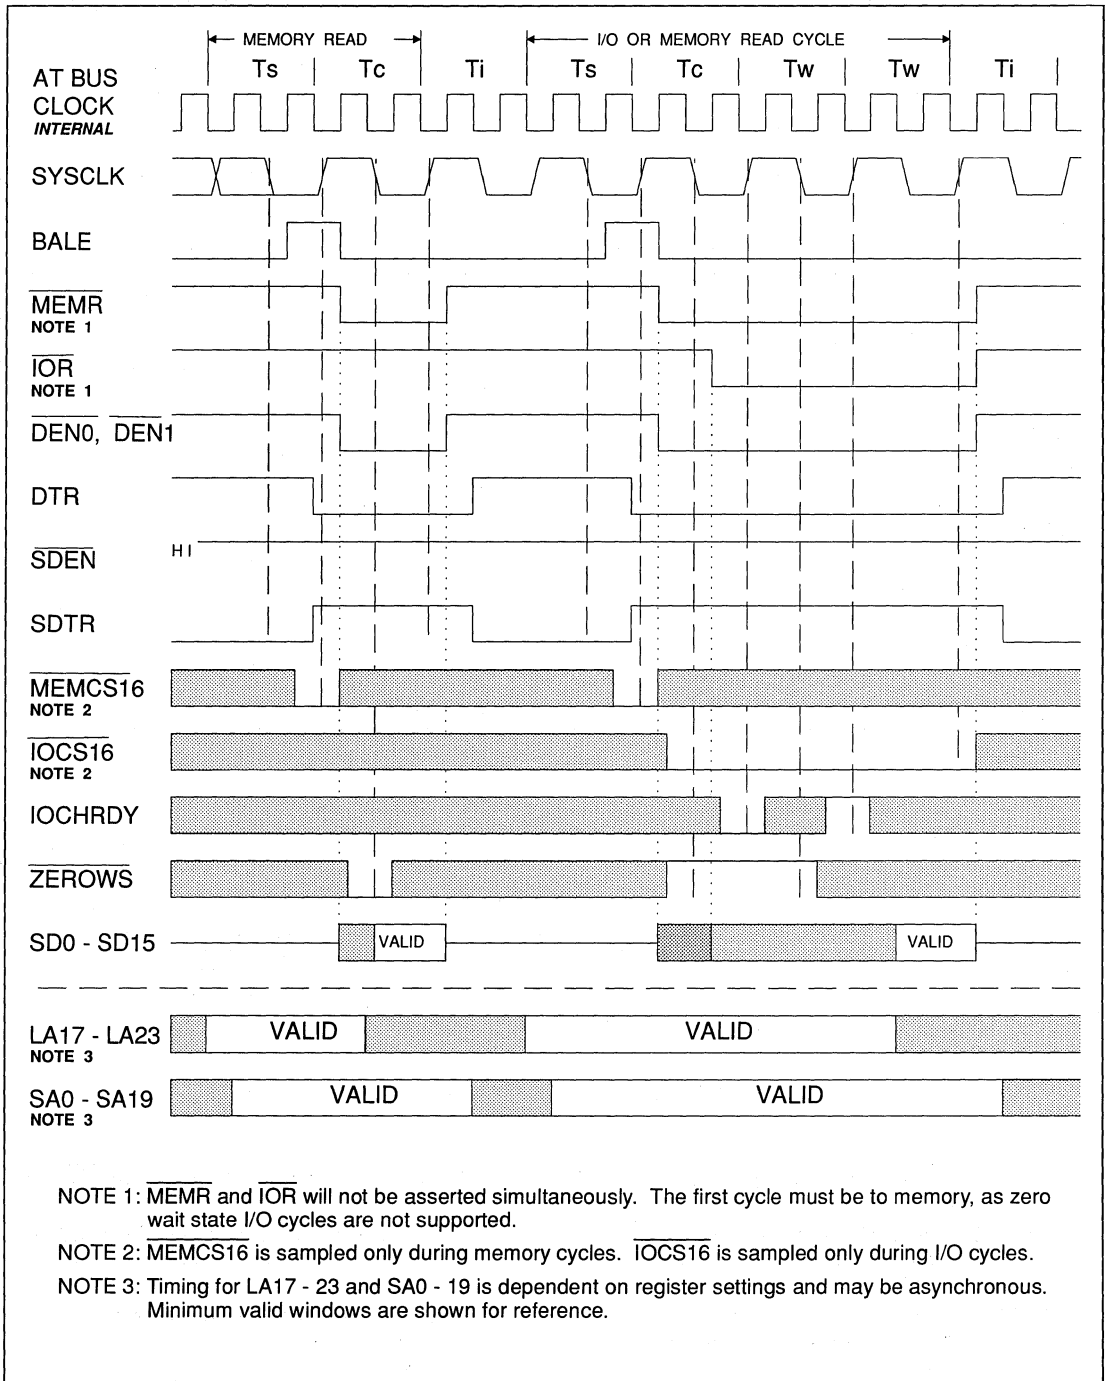 MEMORY READ I/O OR MEMORY READ CYCLE
Ts Tc Ti Ts Tc Tw Tw Ti
AT BUS
CLOCK
INTERNAL
SYSCLK
BALE
MEMR
NOTE 1
IOR
NOTE 1
DEN0, DEN1
DTR
SDEN HI
SDTR
MEMCS16
NOTE 2
IOCS16
NOTE 2
IOCHRDY
ZEROWS
SD0 - SD15 VALID VALID
LA17 - LA23 VALID VALID
NOTE 3
SA0 - SA19 VALID VALID
NOTE 3
NOTE 1: MEMR and IOR will not be asserted simultaneously. The first cycle must be to memory, as zero
wait state I/O cycles are not supported.
NOTE 2: MEMCS16 is sampled only during memory cycles. IOCS16 is sampled only during I/O cycles.
NOTE 3: Timing for LA17 - 23 and SA0 - 19 is dependent on register settings and may be asynchronous.
Minimum valid windows are shown for reference.